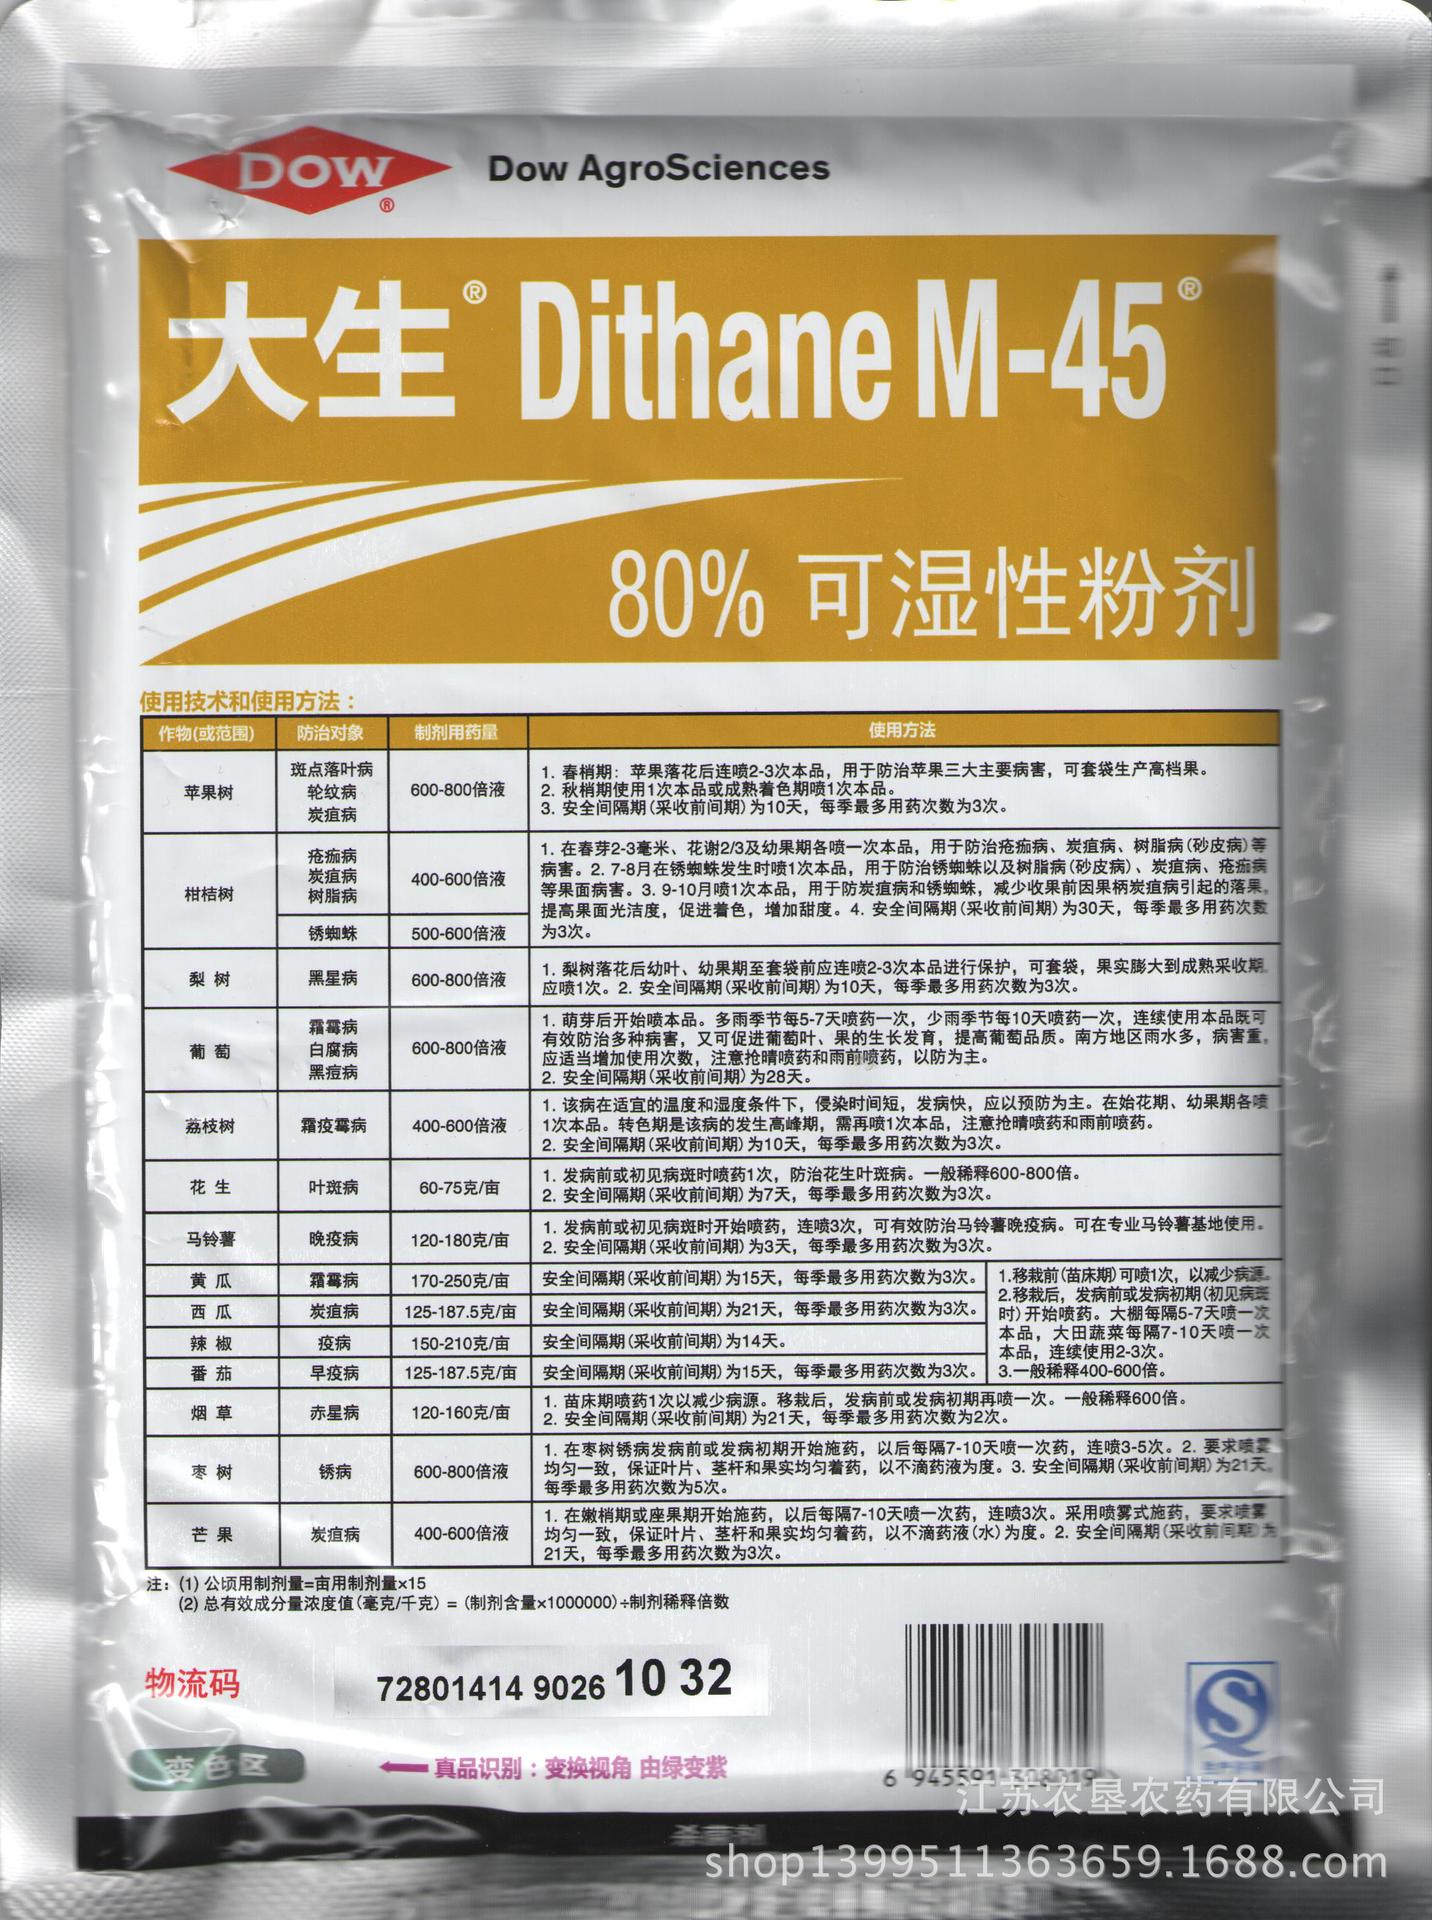 DOW®
Dow AgroSciences
大生® Dithane M-45®
80% 可湿性粉剂
使用技术和使用方法：
作物(或范围) 防治对象 制剂用药量 使用方法
苹果树
斑点落叶病
轮纹病
炭疽病
600-800倍液
1. 春梢期：苹果落花后连喷2-3次本品，用于防治苹果三大主要病害，可套袋生产高档果。
2. 秋梢期使用1次本品或成熟着色期喷1次本品。
3. 安全间隔期(采收前间期)为10天，每季最多用药次数为3次。
柑桔树
疮痂病
炭疽病
树脂病
400-600倍液
锈蜘蛛 500-600倍液
1. 在春芽2-3毫米、花谢2/3及幼果期各喷一次本品，用于防治疮痂病、炭疽病、树脂病(砂皮病)等
病害。2. 7-8月在锈蜘蛛发生时喷1次本品，用于防治锈蜘蛛以及树脂病(砂皮病)、炭疽病、疮痂病
等果面病害。3. 9-10月喷1次本品，用于防炭疽病和锈蜘蛛，减少收果前因果柄炭疽病引起的落果，
提高果面光洁度，促进着色，增加甜度。4. 安全间隔期(采收前间期)为30天，每季最多用药次数
为3次。
梨 树 黑星病 600-800倍液
1. 梨树落花后幼叶、幼果期至套袋前应连喷2-3次本品进行保护，可套袋，果实膨大到成熟采收期，
应喷1次。2. 安全间隔期(采收前间期)为10天，每季最多用药次数为3次。
葡 萄
霜霉病
白腐病
黑痘病
600-800倍液
1. 萌芽后开始喷本品。多雨季节每5-7天喷药一次，少雨季节每10天喷药一次，连续使用本品既可
有效防治多种病害，又可促进葡萄叶、果的生长发育，提高葡萄品质。南方地区雨水多，病害重，
应适当增加使用次数，注意抢晴喷药和雨前喷药，以防为主。
2. 安全间隔期(采收前间期)为28天。
荔枝树 霜疫霉病 400-600倍液
1. 该病在适宜的温度和湿度条件下，侵染时间短，发病快，应以预防为主。在始花期、幼果期各喷
1次本品。转色期是该病的发生高峰期，需再喷1次本品，注意抢晴喷药和雨前喷药。
2. 安全间隔期(采收前间期)为10天，每季最多用药次数为3次。
花 生 叶斑病 60-75克/亩
1. 发病前或初见病斑时喷药1次，防治花生叶斑病。一般稀释600-800倍。
2. 安全间隔期(采收前间期)为7天，每季最多用药次数为3次。
马铃薯 晚疫病 120-180克/亩
1. 发病前或初见病斑时开始喷药，连喷3次，可有效防治马铃薯晚疫病。可在专业马铃薯基地使用。
2. 安全间隔期(采收前间期)为3天，每季最多用药次数为3次。
黄 瓜 霜霉病 170-250克/亩 安全间隔期(采收前间期)为15天，每季最多用药次数为3次。
西 瓜 炭疽病 125-187.5克/亩 安全间隔期(采收前间期)为21天，每季最多用药次数为3次。
辣 椒 疫病 150-210克/亩 安全间隔期(采收前间期)为14天。
番 茄 早疫病 125-187.5克/亩 安全间隔期(采收前间期)为15天，每季最多用药次数为3次。
1.移栽前(苗床期)可喷1次，以减少病源。
2.移栽后，发病前或发病初期(初见病斑
时)开始喷药。大棚每隔5-7天喷一次
本品，大田蔬菜每隔7-10天喷一次
本品，连续使用2-3次。
3.一般稀释400-600倍。
烟 草 赤星病 120-160克/亩
1. 苗床期喷药1次以减少病源。移栽后，发病前或发病初期再喷一次。一般稀释600倍。
2. 安全间隔期(采收前间期)为21天，每季最多用药次数为2次。
枣 树 锈病 600-800倍液
1. 在枣树锈病发病前或发病初期开始施药，以后每隔7-10天喷一次药，连喷3-5次。2. 要求喷雾
均匀一致，保证叶片、茎杆和果实均匀着药，以不滴药液为度。3. 安全间隔期(采收前间期)为21天，
每季最多用药次数为5次。
芒 果 炭疽病 400-600倍液
1. 在嫩梢期或座果期开始施药，以后每隔7-10天喷一次药，连喷3次。采用喷雾式施药，要求喷雾
均匀一致，保证叶片、茎杆和果实均匀着药，以不滴药液(水)为度。2. 安全间隔期(采收前间期)为
21天，每季最多用药次数为3次。
注：(1) 公顷用制剂量=亩用制剂量×15
(2) 总有效成分量浓度值(毫克/千克) = (制剂含量×1000000)÷制剂稀释倍数
物流码 72801414 9026 10 32
变色区
真品识别：变换视角 由绿变紫
6 945591 308019
杀菌剂
江苏农垦农药有限公司
shop1399511363659.1688.com